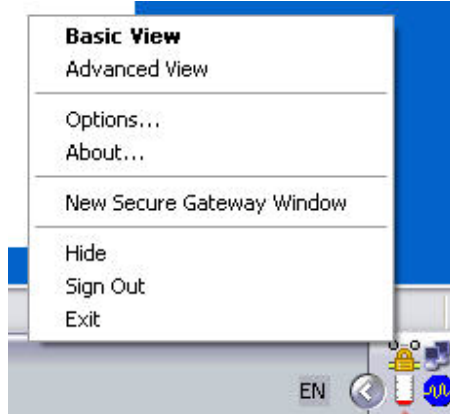 Basic View
Advanced View
Options...
About...
New Secure Gateway Window
Hide
Sign Out
Exit
EN